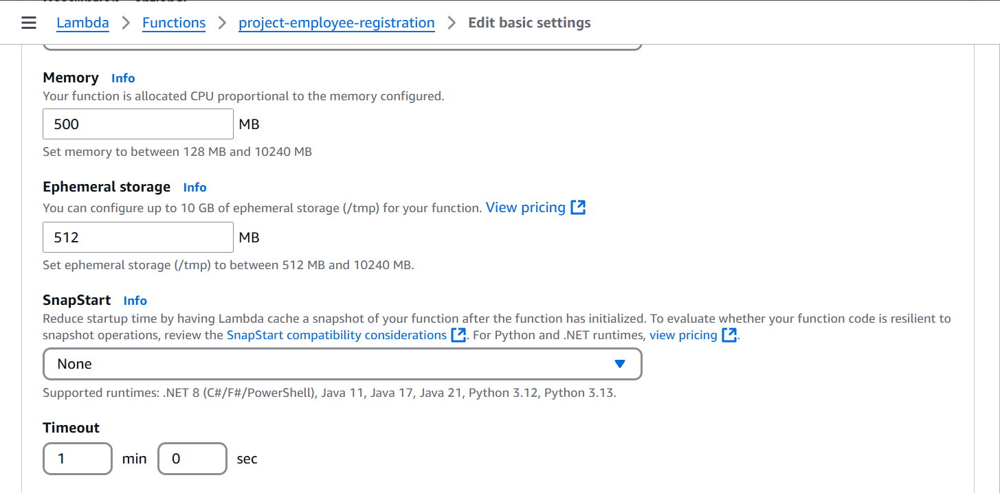 Lambda > Functions > project-employee-registration > Edit basic settings
Memory Info
Your function is allocated CPU proportional to the memory configured.
500 MB
Set memory to between 128 MB and 10240 MB
Ephemeral storage Info
You can configure up to 10 GB of ephemeral storage (/tmp) for your function. View pricing
512 MB
Set ephemeral storage (/tmp) to between 512 MB and 10240 MB.
SnapStart Info
Reduce startup time by having Lambda cache a snapshot of your function after the function has initialized. To evaluate whether your function code is resilient to
snapshot operations, review the SnapStart compatibility considerations. For Python and .NET runtimes, view pricing.
None
Supported runtimes: .NET 8 (C#/F#/PowerShell), Java 11, Java 17, Java 21, Python 3.12, Python 3.13.
Timeout
1 min 0 sec